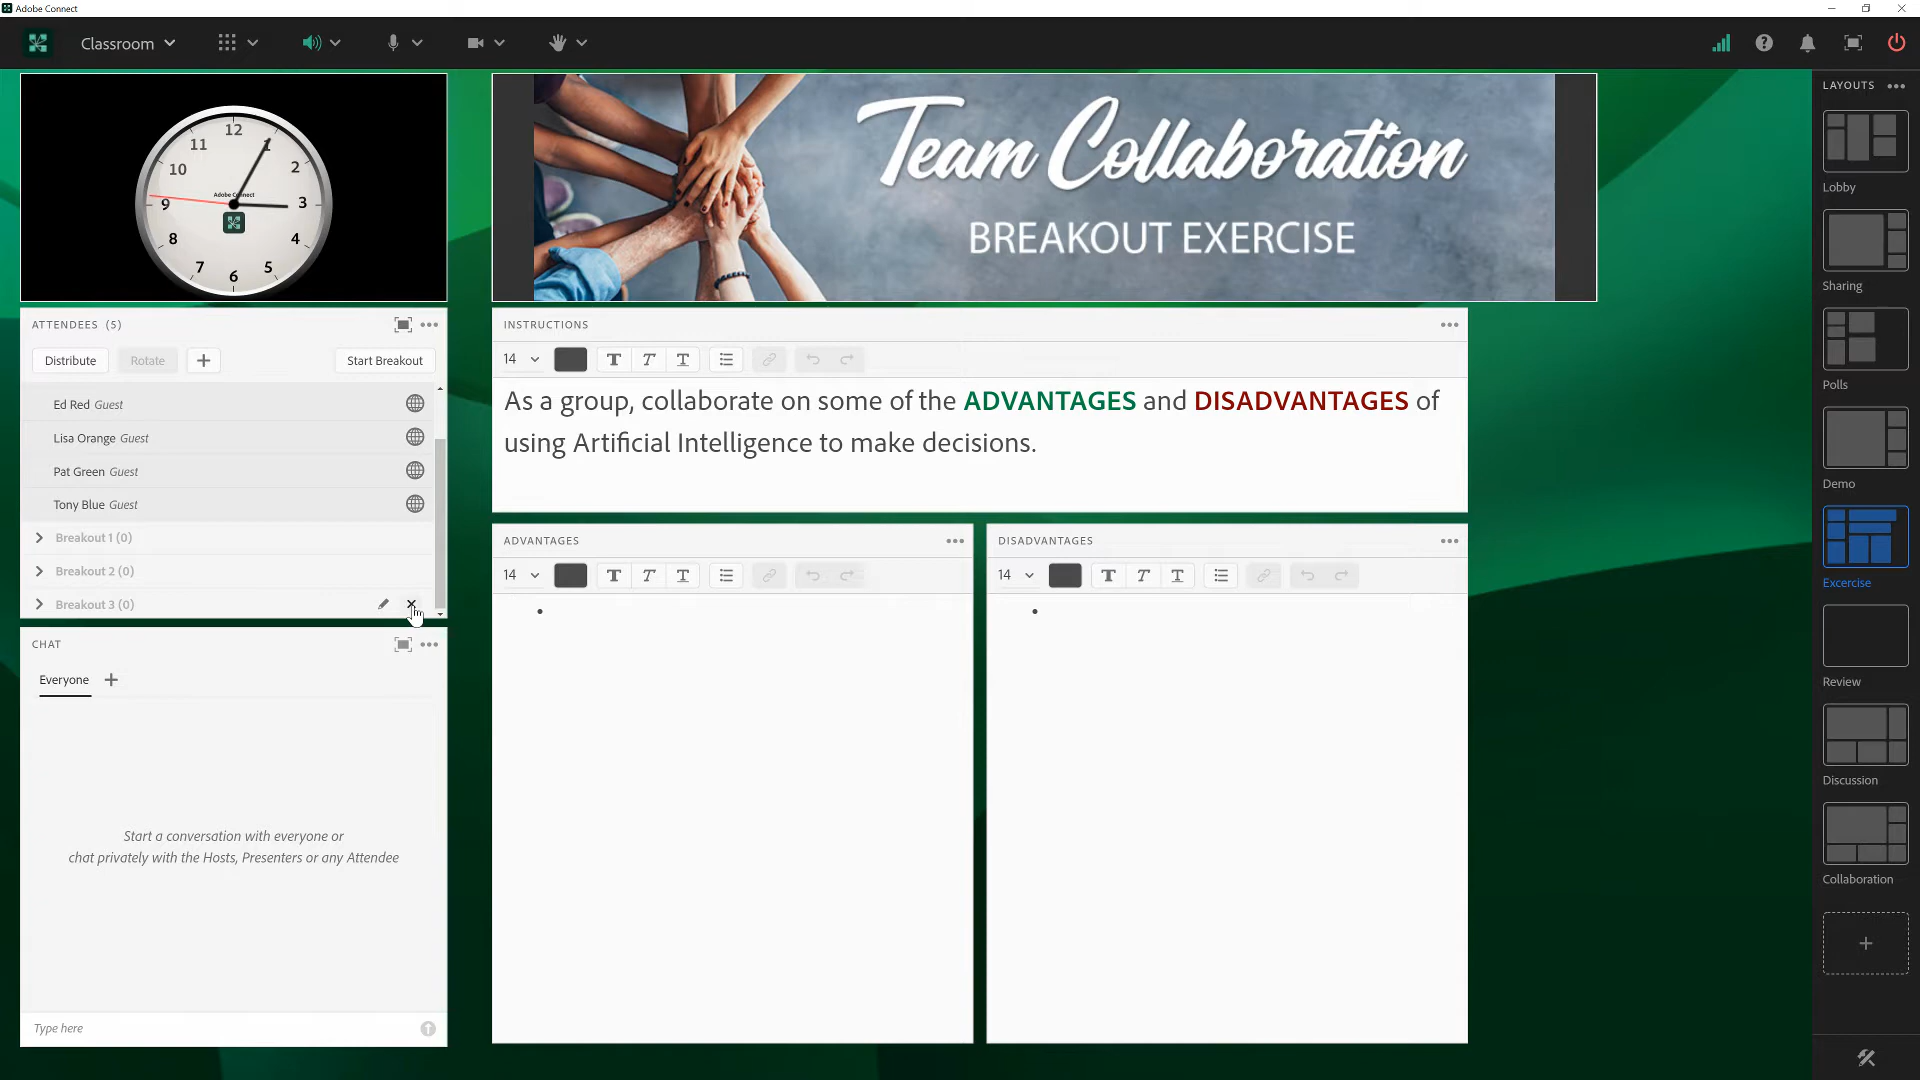 Adobe Connect
Classroom
12
11
1
10
2
Adobe Connect
9
3
8
4
7
5
6
Team Collaboration
BREAKOUT EXERCISE
LAYOUTS
Lobby
Sharing
Polls
Demo
Excercise
Review
Discussion
Collaboration
ATTENDEES (5)
Distribute
Rotate
Start Breakout
Ed Red Guest
Lisa Orange Guest
Pat Green Guest
Tony Blue Guest
Breakout 1 (0)
Breakout 2 (0)
Breakout 3 (0)
INSTRUCTIONS
14
As a group, collaborate on some of the ADVANTAGES and DISADVANTAGES of
using Artificial Intelligence to make decisions.
ADVANTAGES
14
DISADVANTAGES
14
CHAT
Everyone
Start a conversation with everyone or
chat privately with the Hosts, Presenters or any Attendee
Type here